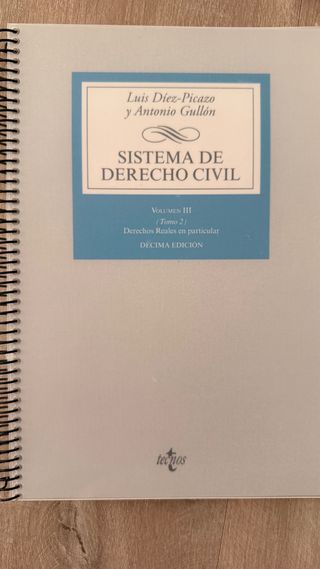 Luis Díez-Picazo
y Antonio Gullón
SISTEMA DE
DERECHO CIVIL
VOLUMEN III
(Tomo 2)
Derechos Reales en particular
DÉCIMA EDICIÓN
tecnos